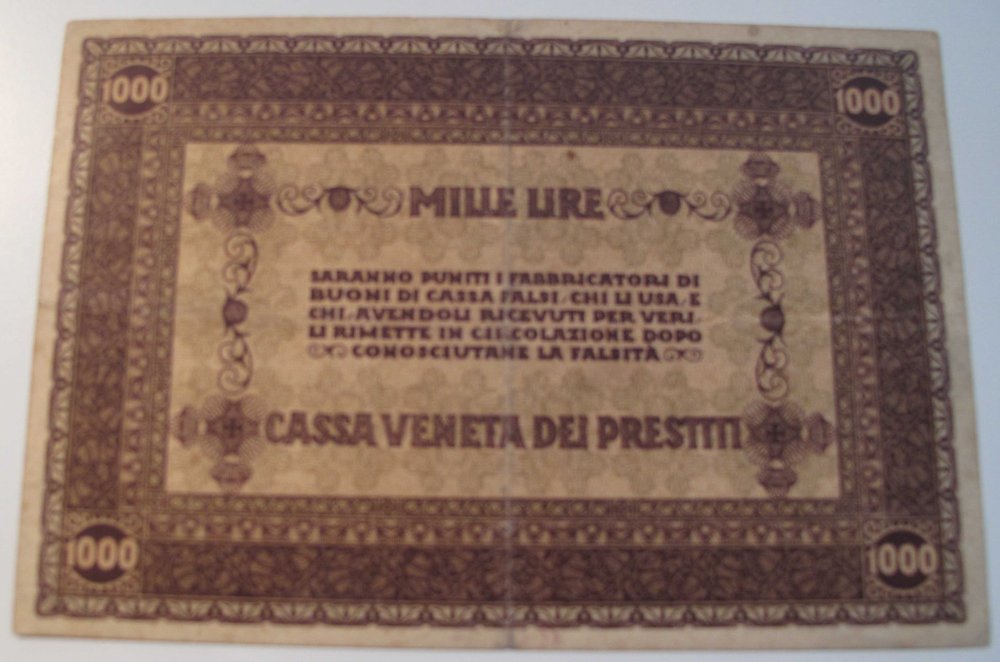 1000 1000
MILLE LIRE
SARANNO PUNITI I FABBRICATORI DI
BUONI DI CASSA FALSI, CHI LI USA, E
CHI, AVENDOLI RICEVUTI PER VERI,
LI RIMETTE IN CIRCOLAZIONE DOPO
CONOSCIUTANE LA FALSITÀ
CASSA VENETA DEI PRESTITI
1000 1000